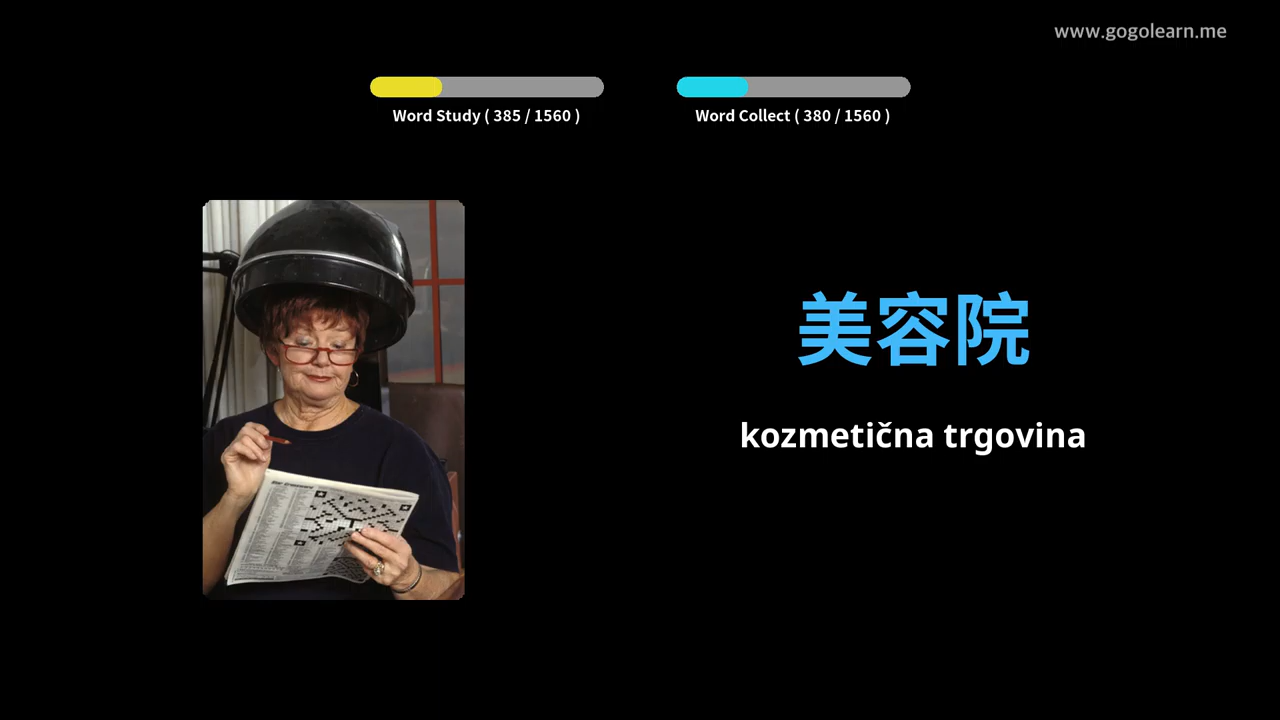 www.gogolearn.me
Word Study ( 385 / 1560 )
Word Collect ( 380 / 1560 )
美容院
kozmetična trgovina